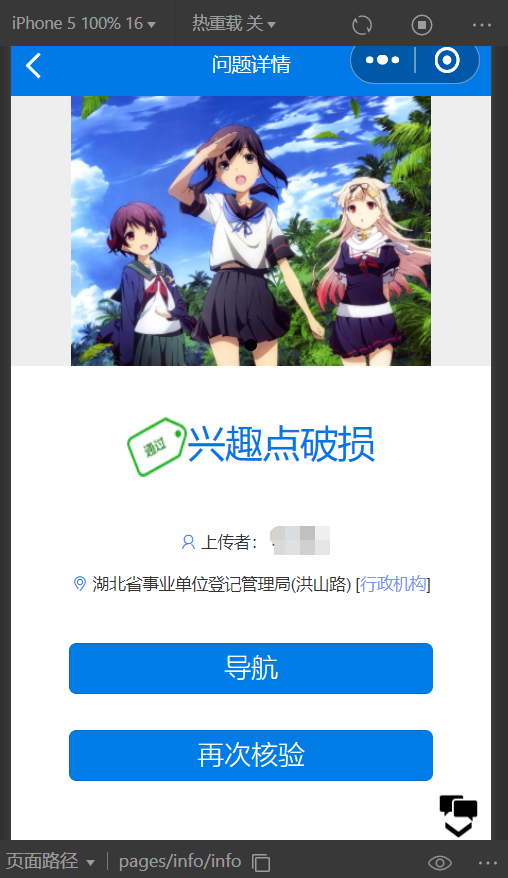 iPhone 5 100% 16
热重载 关
问题详情
通过
兴趣点破损
上传者：
湖北省事业单位登记管理局(洪山路) [行政机构]
导航
再次核验
页面路径
pages/info/info